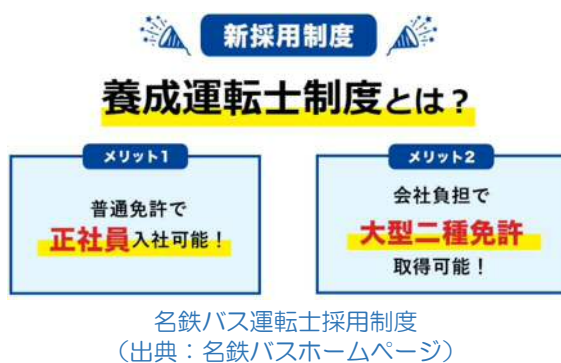 新採用制度
養成運転士制度とは？
メリット1
普通免許で
正社員入社可能！
メリット2
会社負担で
大型二種免許
取得可能！
名鉄バス運転士採用制度
（出典：名鉄バスホームページ）